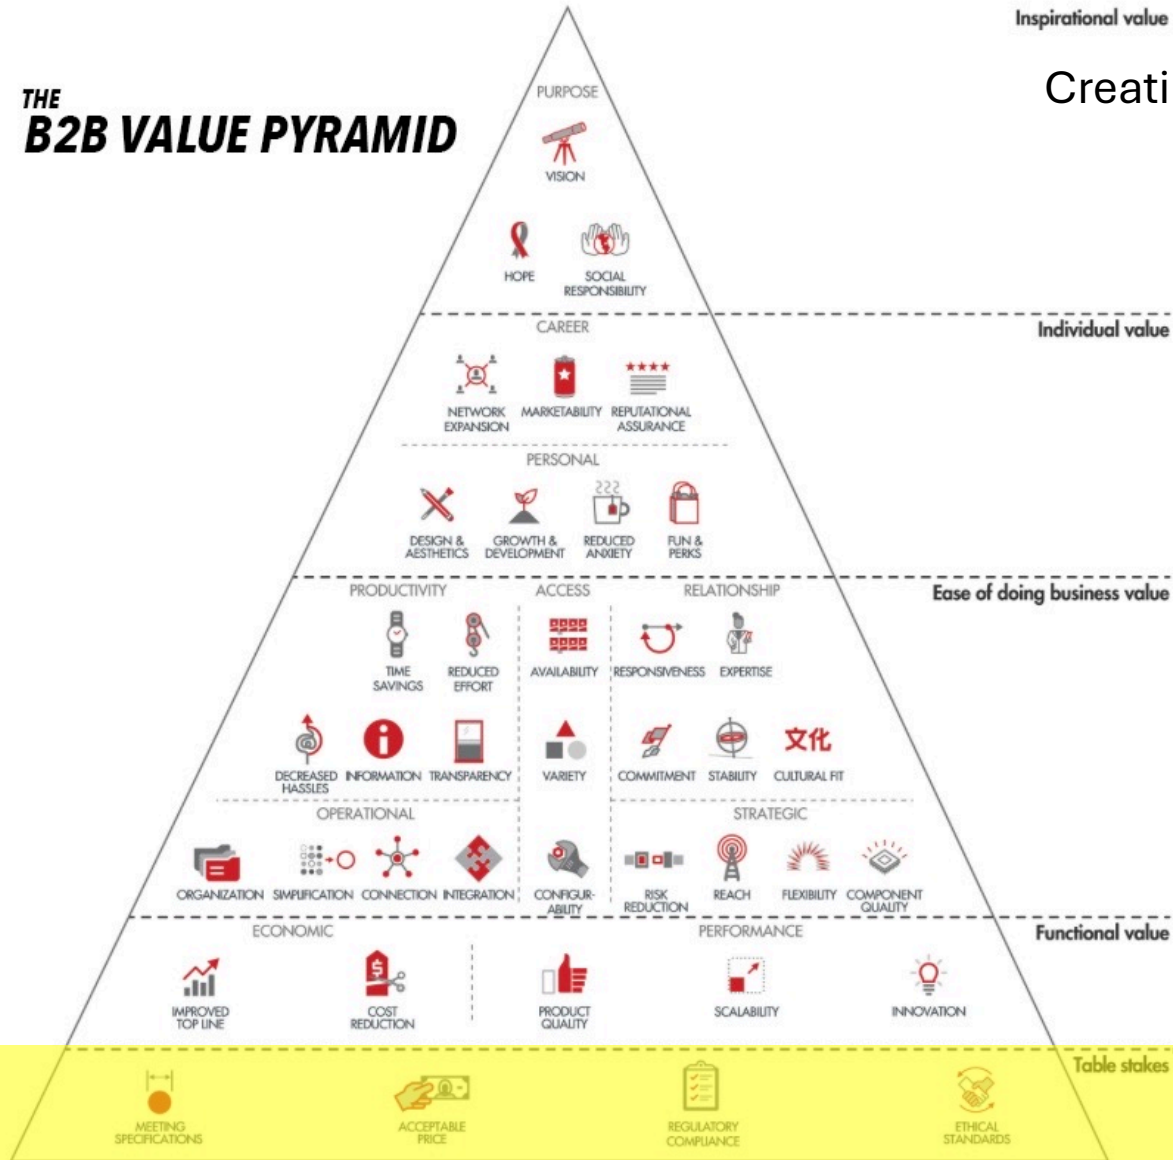 Inspirational value
THE
B2B VALUE PYRAMID
Creati
PURPOSE
VISION
HOPE
SOCIAL
RESPONSIBILITY
Individual value
CAREER
NETWORK
EXPANSION
MARKETABILITY
REPUTATIONAL
ASSURANCE
PERSONAL
DESIGN &
AESTHETICS
GROWTH &
DEVELOPMENT
REDUCED
ANXIETY
FUN &
PERKS
Ease of doing business value
PRODUCTIVITY
TIME
SAVINGS
REDUCED
EFFORT
DECREASED
HASSLES
INFORMATION
TRANSPARENCY
ACCESS
AVAILABILITY
VARIETY
CONFIGUR-
ABILITY
RELATIONSHIP
RESPONSIVENESS
EXPERTISE
COMMITMENT
STABILITY
文化
CULTURAL FIT
OPERATIONAL
ORGANIZATION
SIMPLIFICATION
CONNECTION
INTEGRATION
STRATEGIC
RISK
REDUCTION
REACH
FLEXIBILITY
COMPONENT
QUALITY
Functional value
ECONOMIC
IMPROVED
TOP LINE
$
COST
REDUCTION
PERFORMANCE
PRODUCT
QUALITY
SCALABILITY
INNOVATION
Table stakes
MEETING
SPECIFICATIONS
ACCEPTABLE
PRICE
REGULATORY
COMPLIANCE
ETHICAL
STANDARDS